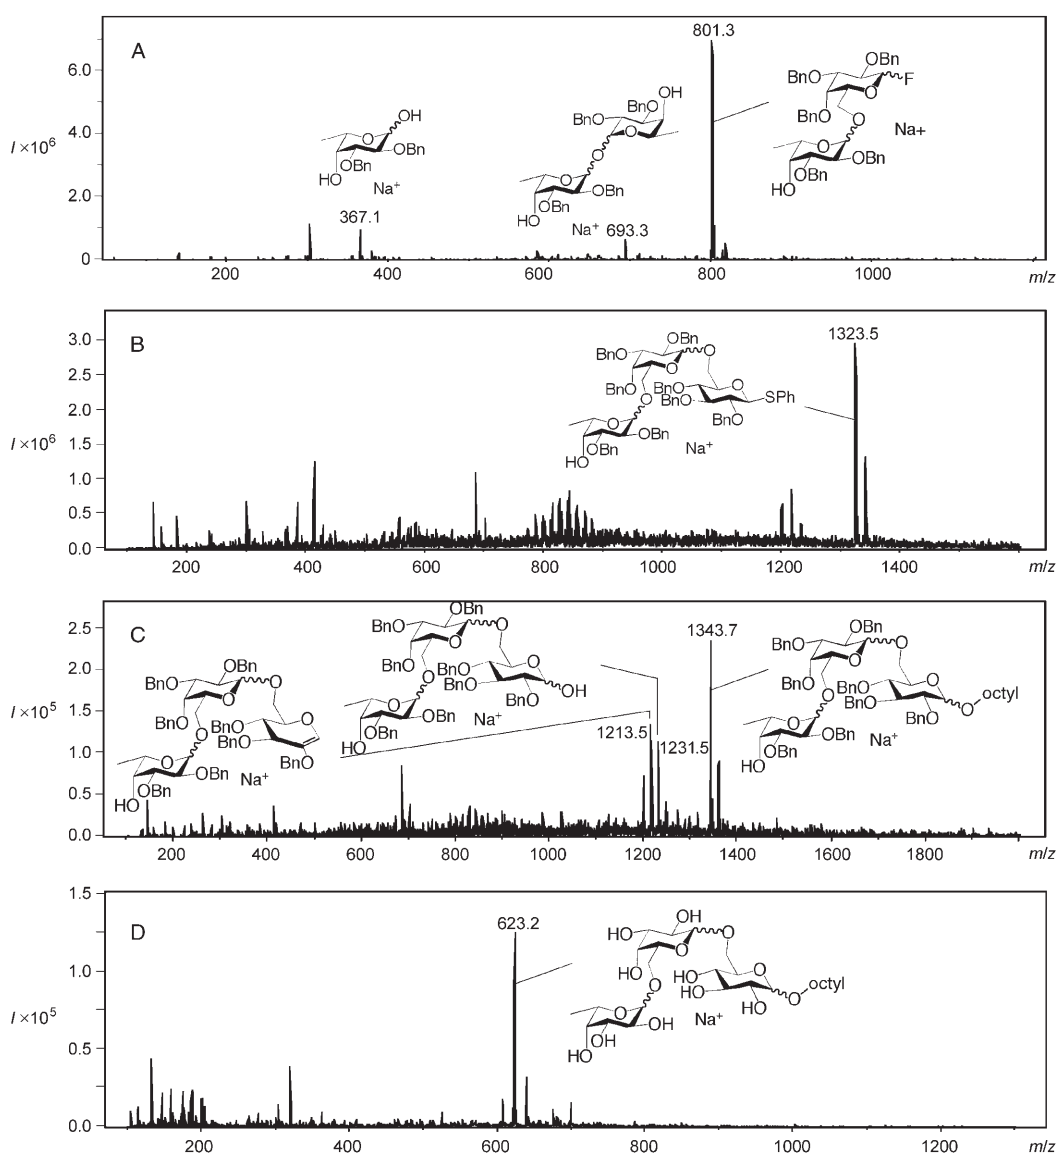 A
801.3
6.0
4.0
2.0
0
I ×10⁶
OH
OBn
OBn
HO
Na⁺
367.1
OH
BnO
BnO
O
O
O
OBn
OBn
HO
Na⁺
693.3
OBn
BnO
F
O
BnO
O
Na+
O
OBn
OBn
HO
200
400
600
800
1000
m/z
B
1323.5
3.0
2.5
2.0
1.5
1.0
0.5
0.0
I ×10⁶
OBn
BnO
O
O
BnO
O
BnO
BnO
O
SPh
OBn
O
OBn
OBn
HO
Na⁺
200
400
600
800
1000
1200
1400
m/z
C
1343.7
2.5
2.0
1.5
1.0
0.5
0.0
I ×10⁵
OBn
BnO
O
O
BnO
O
BnO
BnO
O
OBn
O
OBn
OBn
HO
Na⁺
OBn
BnO
O
O
BnO
O
BnO
BnO
O
OH
OBn
O
OBn
OBn
HO
Na⁺
1213.5
1231.5
OBn
BnO
O
O
BnO
O
BnO
BnO
O
O
octyl
OBn
O
OBn
OBn
HO
Na⁺
200
400
600
800
1000
1200
1400
1600
1800
m/z
D
623.2
1.5
1.0
0.5
0.0
I ×10⁵
OH
HO
O
O
HO
O
HO
HO
O
O
octyl
HO
O
OH
OH
HO
Na⁺
200
400
600
800
1000
1200
m/z